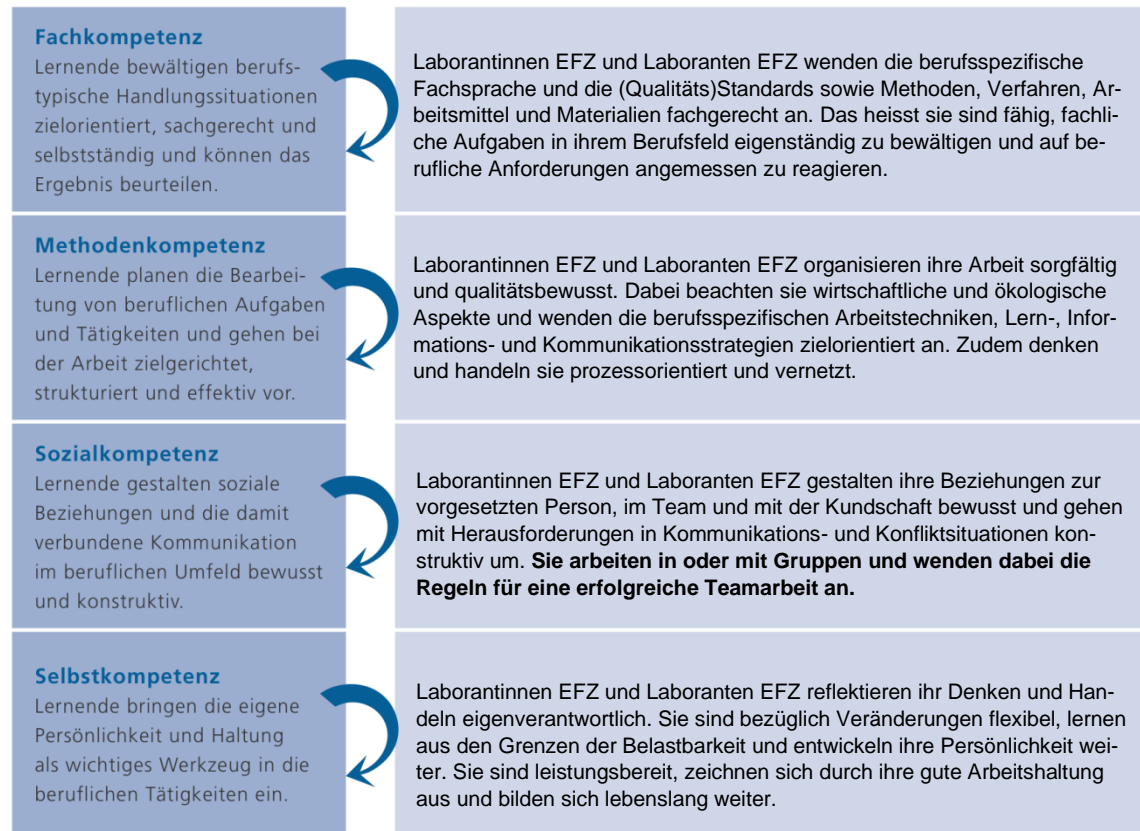 Fachkompetenz
Lernende bewältigen berufs-
typische Handlungssituationen
zielorientiert, sachgerecht und
selbstständig und können das
Ergebnis beurteilen.
Laborantinnen EFZ und Laboranten EFZ wenden die berufsspezifische
Fachsprache und die (Qualitäts)Standards sowie Methoden, Verfahren, Ar-
beitsmittel und Materialien fachgerecht an. Das heisst sie sind fähig, fachli-
che Aufgaben in ihrem Berufsfeld eigenständig zu bewältigen und auf be-
rufliche Anforderungen angemessen zu reagieren.
Methodenkompetenz
Lernende planen die Bearbei-
tung von beruflichen Aufgaben
und Tätigkeiten und gehen bei
der Arbeit zielgerichtet,
strukturiert und effektiv vor.
Laborantinnen EFZ und Laboranten EFZ organisieren ihre Arbeit sorgfältig
und qualitätsbewusst. Dabei beachten sie wirtschaftliche und ökologische
Aspekte und wenden die berufsspezifischen Arbeitstechniken, Lern-, Infor-
mations- und Kommunikationsstrategien zielorientiert an. Zudem denken
und handeln sie prozessorientiert und vernetzt.
Sozialkompetenz
Lernende gestalten soziale
Beziehungen und die damit
verbundene Kommunikation
im beruflichen Umfeld bewusst
und konstruktiv.
Laborantinnen EFZ und Laboranten EFZ gestalten ihre Beziehungen zur
vorgesetzten Person, im Team und mit der Kundschaft bewusst und gehen
mit Herausforderungen in Kommunikations- und Konfliktsituationen kon-
struktiv um. Sie arbeiten in oder mit Gruppen und wenden dabei die
Regeln für eine erfolgreiche Teamarbeit an.
Selbstkompetenz
Lernende bringen die eigene
Persönlichkeit und Haltung
als wichtiges Werkzeug in die
beruflichen Tätigkeiten ein.
Laborantinnen EFZ und Laboranten EFZ reflektieren ihr Denken und Han-
deln eigenverantwortlich. Sie sind bezüglich Veränderungen flexibel, lernen
aus den Grenzen der Belastbarkeit und entwickeln ihre Persönlichkeit wei-
ter. Sie sind leistungsbereit, zeichnen sich durch ihre gute Arbeitshaltung
aus und bilden sich lebenslang weiter.